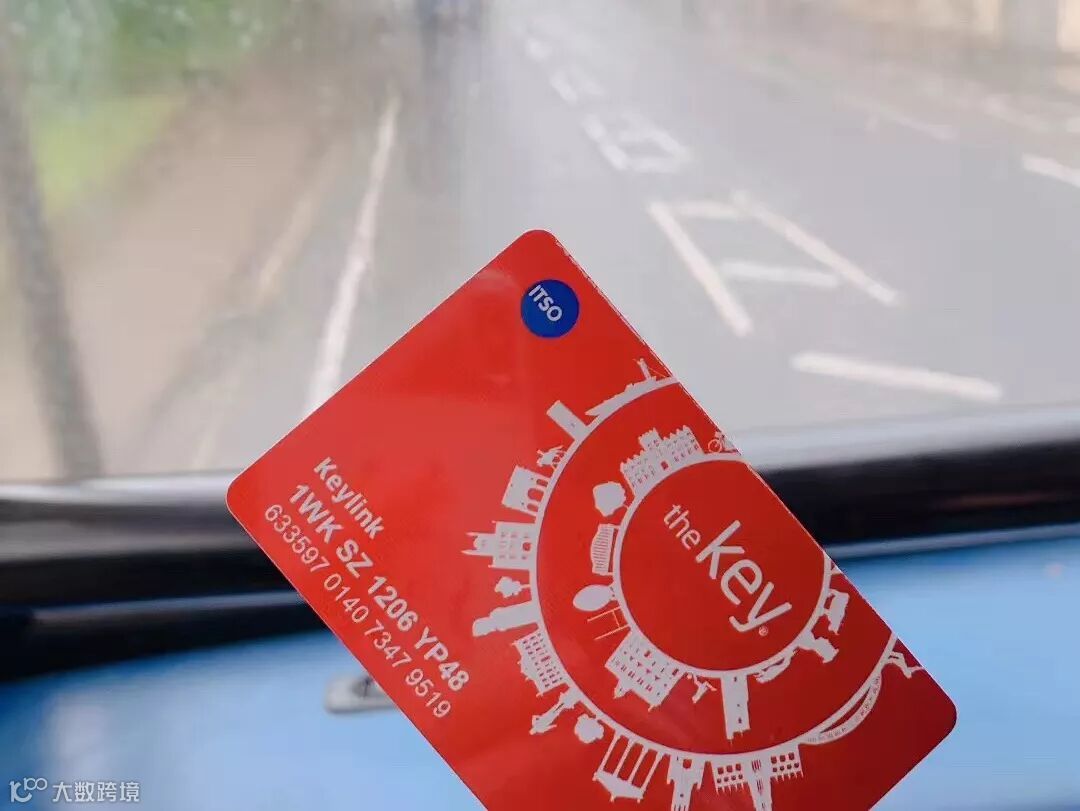 ITSO
the key®
Keylink
1WK SZ 1206 YP48
633597 0140 7347 9519
大数跨境